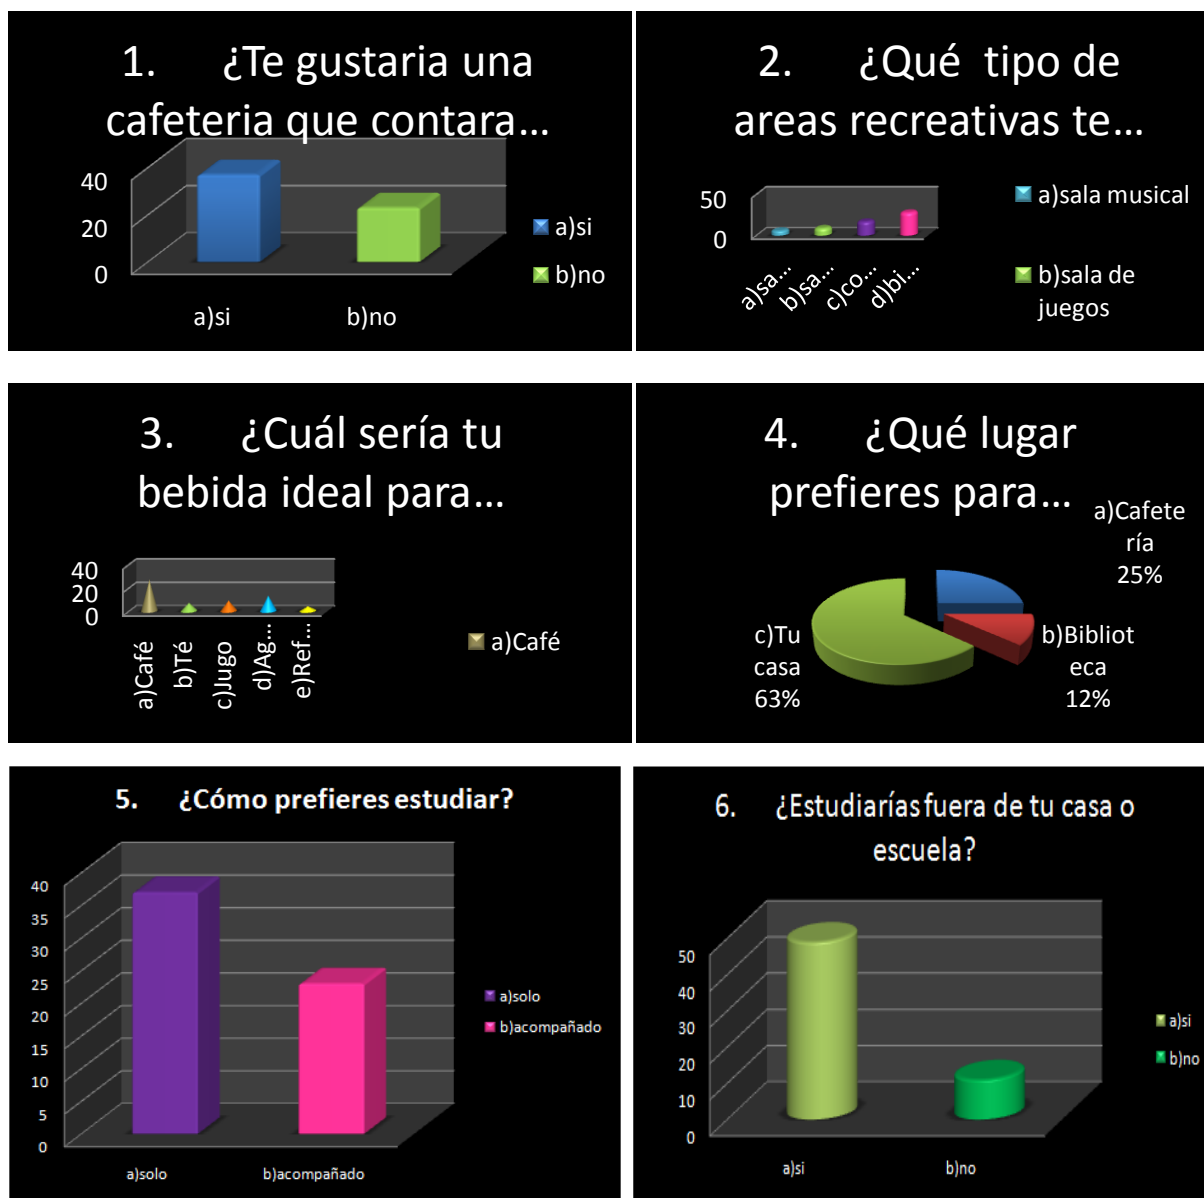 1. ¿Te gustaria una
cafeteria que contara...
40
20
0
a)si
b)no
a)si
b)no
2. ¿Qué tipo de
areas recreativas te...
50
0
a)sa...
b)sa...
c)co...
d)bi...
a)sala musical
b)sala de
juegos
3. ¿Cuál sería tu
bebida ideal para...
40
20
0
a)Café
b)Té
c)Jugo
d)Ag...
e)Ref...
a)Café
4. ¿Qué lugar
prefieres para...
a)Cafete
ría
25%
b)Bibliot
eca
12%
c)Tu
casa
63%
5. ¿Cómo prefieres estudiar?
40
35
30
25
20
15
10
5
0
a)solo
b)acompañado
a)solo
b)acompañado
6. ¿Estudiarías fuera de tu casa o
escuela?
50
40
30
20
10
0
a)si
b)no
a)si
b)no